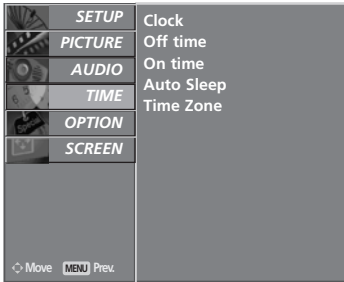 SETUP
PICTURE
AUDIO
TIME
OPTION
SCREEN
Clock
Off time
On time
Auto Sleep
Time Zone
Move MENU Prev.